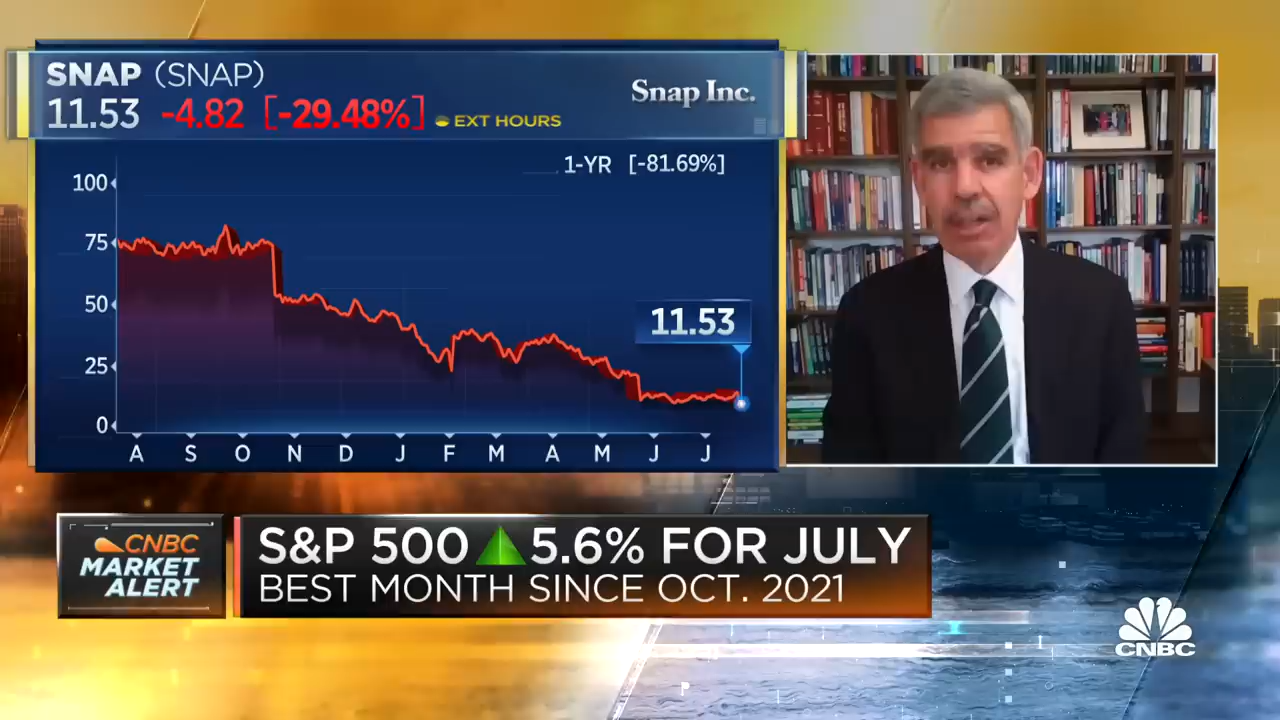 SNAP (SNAP)
11.53 -4.82 [-29.48%] EXT HOURS
Snap Inc.
1-YR [-81.69%]
100
75
50
25
0
11.53
A S O N D J F M A M J J
CNBC
MARKET
ALERT
S&P 500 ▲ 5.6% FOR JULY
BEST MONTH SINCE OCT. 2021
CNBC